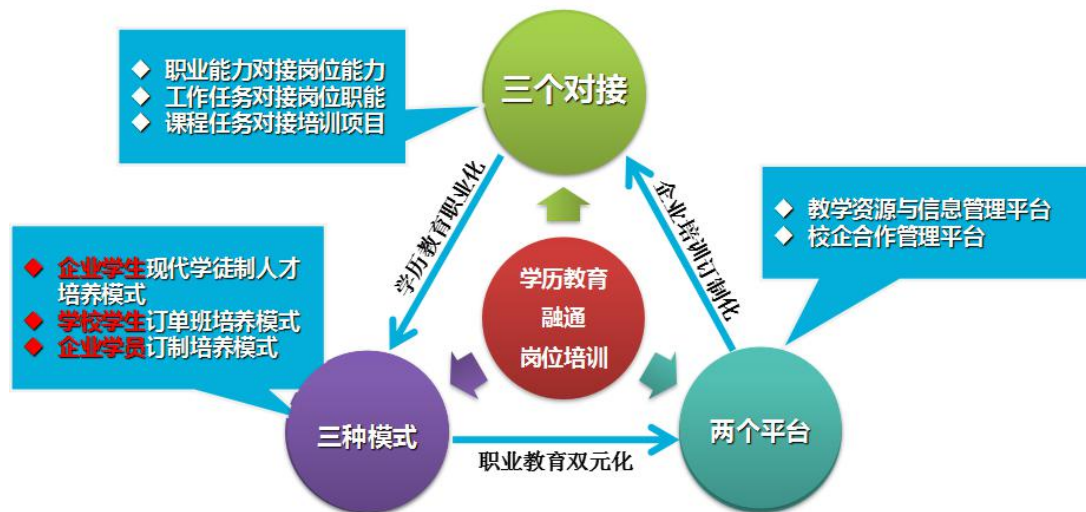 三个对接
◆ 职业能力对接岗位能力
◆ 工作任务对接岗位职能
◆ 课程任务对接培训项目
学历教育职业化
企业培训订制化
◆ 教学资源与信息管理平台
◆ 校企合作管理平台
学历教育
融通
岗位培训
◆ 企业学生现代学徒制人才
培养模式
◆ 学校学生订单班培养模式
◆ 企业学员订制培养模式
三种模式
职业教育双元化
两个平台